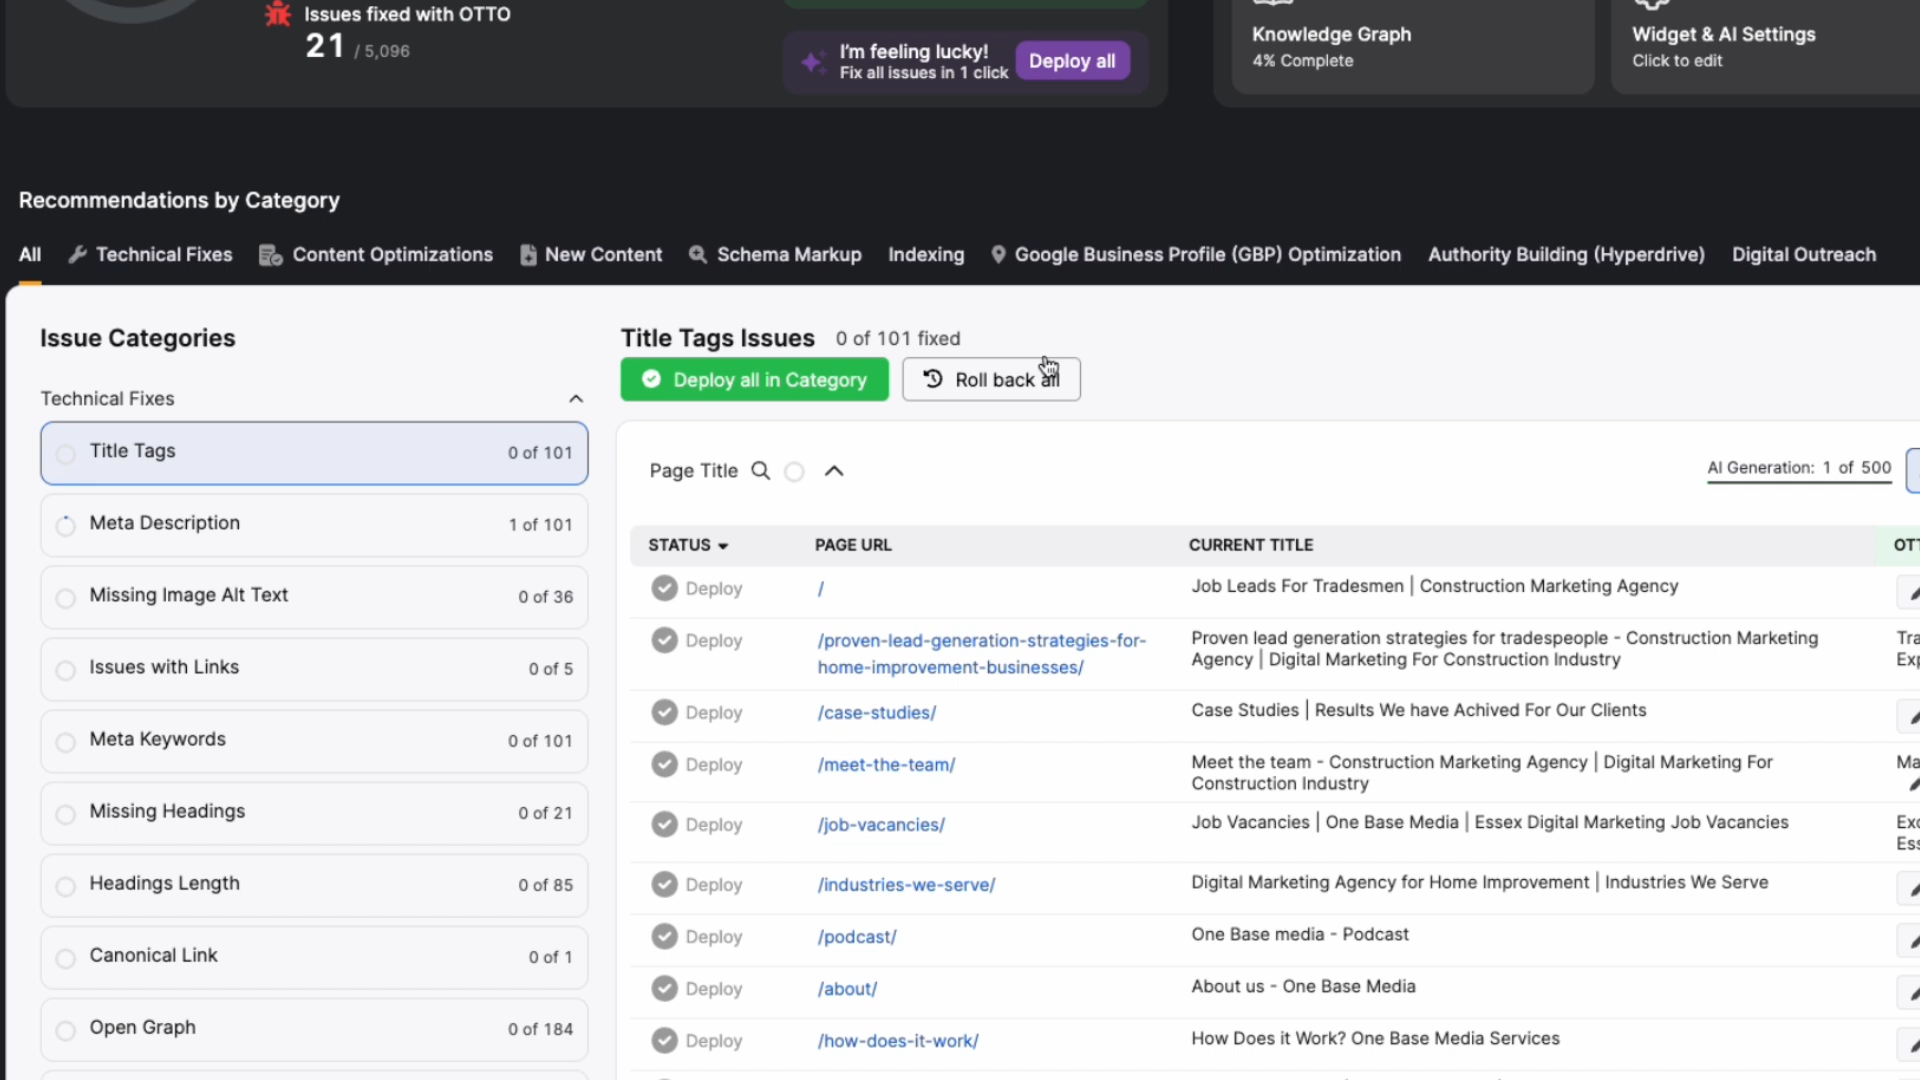 Issues fixed with OTTO
21 / 5,096
I'm feeling lucky!
Fix all issues in 1 click
Deploy all
Knowledge Graph
4% Complete
Widget & AI Settings
Click to edit
Recommendations by Category
All
Technical Fixes
Content Optimizations
New Content
Schema Markup
Indexing
Google Business Profile (GBP) Optimization
Authority Building (Hyperdrive)
Digital Outreach
Issue Categories
Technical Fixes
Title Tags 0 of 101
Meta Description 1 of 101
Missing Image Alt Text 0 of 36
Issues with Links 0 of 5
Meta Keywords 0 of 101
Missing Headings 0 of 21
Headings Length 0 of 85
Canonical Link 0 of 1
Open Graph 0 of 184
Title Tags Issues 0 of 101 fixed
Deploy all in Category
Roll back all
Page Title
AI Generation: 1 of 500
STATUS PAGE URL CURRENT TITLE OTT
Deploy / Job Leads For Tradesmen | Construction Marketing Agency
Deploy /proven-lead-generation-strategies-for- Proven lead generation strategies for tradespeople - Construction Marketing Tra
home-improvement-businesses/ Agency | Digital Marketing For Construction Industry Exp
Deploy /case-studies/ Case Studies | Results We have Achived For Our Clients
Deploy /meet-the-team/ Meet the team - Construction Marketing Agency | Digital Marketing For Ma
Construction Industry
Deploy /job-vacancies/ Job Vacancies | One Base Media | Essex Digital Marketing Job Vacancies Exc
Ess
Deploy /industries-we-serve/ Digital Marketing Agency for Home Improvement | Industries We Serve
Deploy /podcast/ One Base media - Podcast
Deploy /about/ About us - One Base Media
Deploy /how-does-it-work/ How Does it Work? One Base Media Services